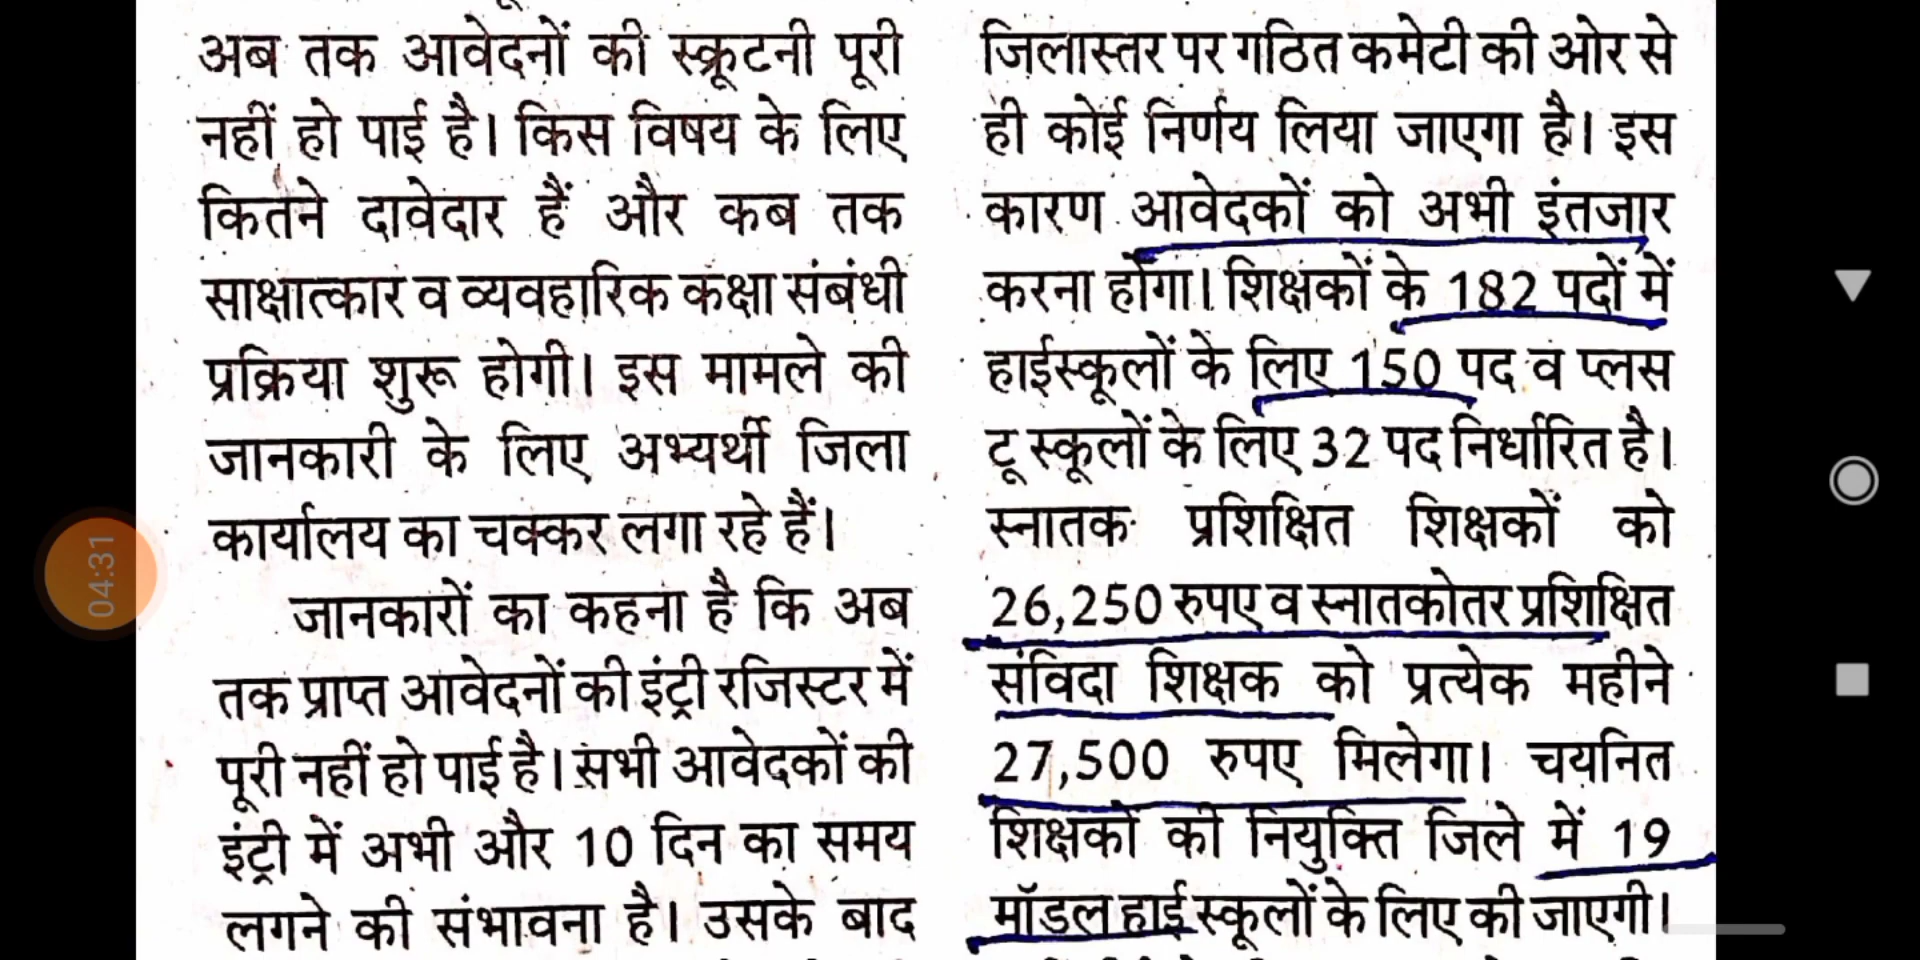 अब तक आवेदनों की स्क्रूटनी पूरी
नहीं हो पाई है। किस विषय के लिए
कितने दावेदार हैं और कब तक
साक्षात्कार व व्यवहारिक कक्षा संबंधी
प्रक्रिया शुरू होगी। इस मामले की
जानकारी के लिए अभ्यर्थी जिला
कार्यालय का चक्कर लगा रहे हैं।
जानकारों का कहना है कि अब
तक प्राप्त आवेदनों की इंट्री रजिस्टर में
पूरी नहीं हो पाई है। सभी आवेदकों की
इंट्री में अभी और 10 दिन का समय
लगने की संभावना है। उसके बाद
जिलास्तर पर गठित कमेटी की ओर से
ही कोई निर्णय लिया जाएगा है। इस
कारण आवेदकों को अभी इंतजार
करना होगा। शिक्षकों के 182 पदों में
हाईस्कूलों के लिए 150 पद व प्लस
टू स्कूलों के लिए 32 पद निर्धारित है।
स्नातक प्रशिक्षित शिक्षकों को
26,250 रुपए व स्नातकोतर प्रशिक्षित
संविदा शिक्षक को प्रत्येक महीने
27,500 रुपए मिलेगा। चयनित
शिक्षकों की नियुक्ति जिले में 19
मॉडल हाई स्कूलों के लिए की जाएगी।
04:31